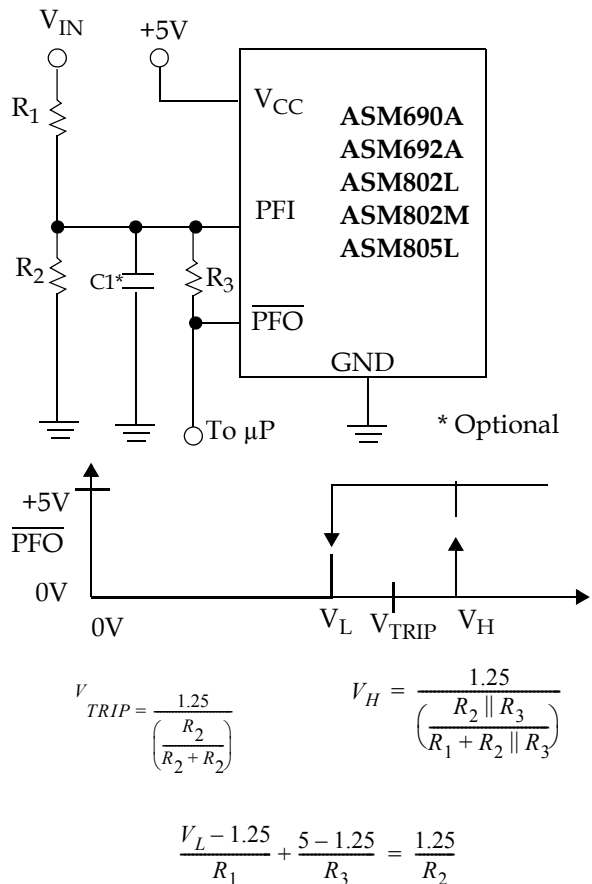 V_IN +5V
R_1 V_CC ASM690A
ASM692A
ASM802L
PFI ASM802M
ASM805L
R_2 C1* R_3
P̅F̅O̅
GND
To µP * Optional
+5V
P̅F̅O̅
0V
0V V_L V_TRIP V_H
V_TRIP = 1.25 / (R_2 / (R_2 + R_2))
V_H = 1.25 / (R_2 || R_3 / (R_1 + R_2 || R_3))
(V_L – 1.25) / R_1 + (5 – 1.25) / R_3 = 1.25 / R_2